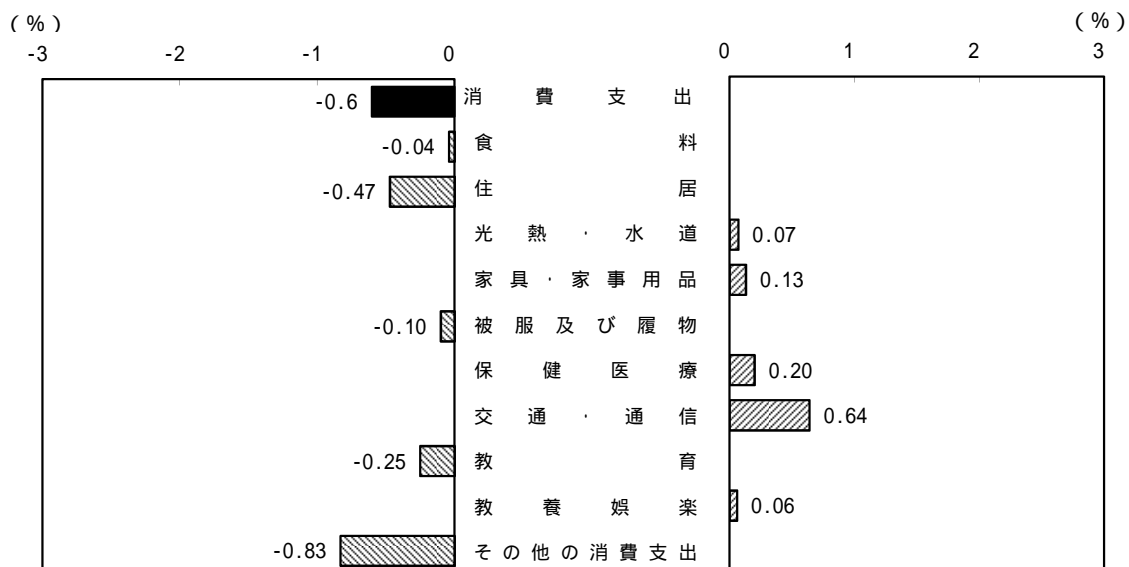 (%) (%)
-3 -2 -1 0 0 1 2 3
-0.6 消費支出
-0.04 食料
-0.47 住居
光熱・水道 0.07
家具・家事用品 0.13
-0.10 被服及び履物
保健医療 0.20
交通・通信 0.64
-0.25 教育
教養娯楽 0.06
-0.83 その他の消費支出